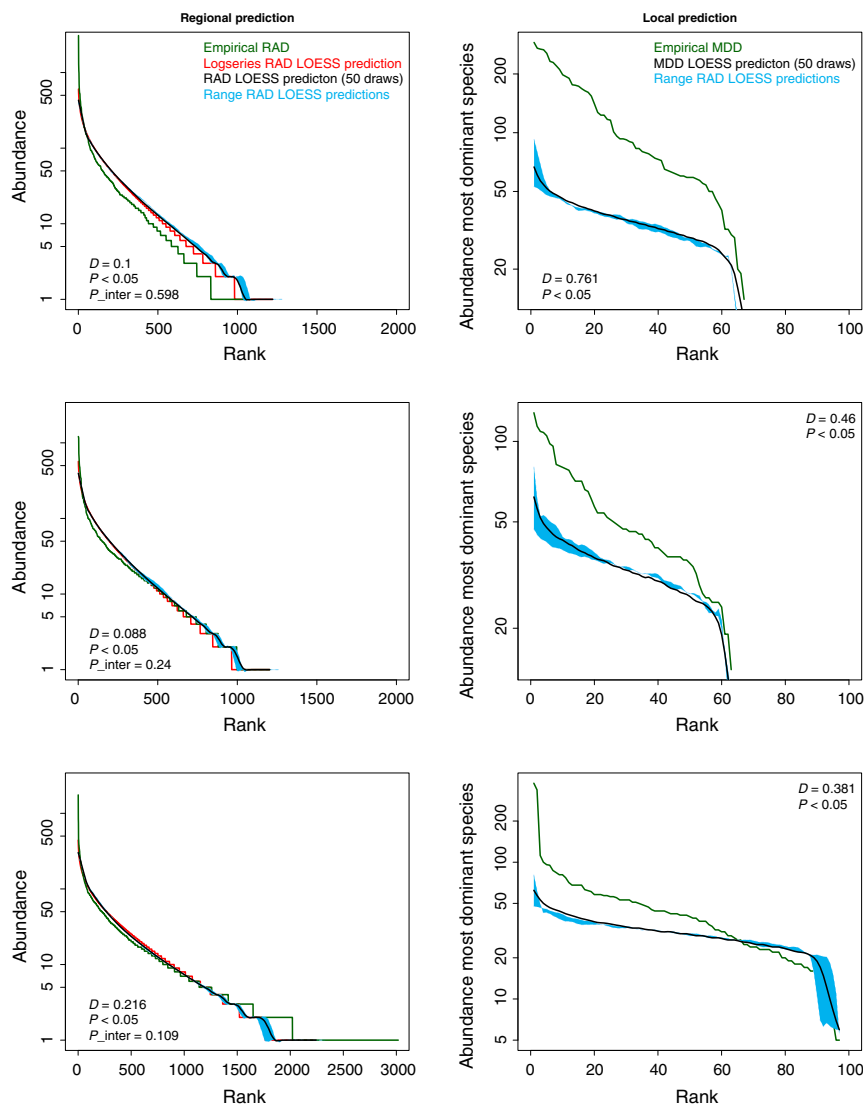 Regional prediction
Local prediction
Empirical RAD
Logseries RAD LOESS prediction
RAD LOESS predicton (50 draws)
Range RAD LOESS predictions
Abundance
500
50
10
5
1
D = 0.1
P < 0.05
P_inter = 0.598
0 500 1000 1500 2000
Rank
Empirical MDD
MDD LOESS prediction (50 draws)
Range RAD LOESS predictions
Abundance most dominant species
200
100
50
20
D = 0.761
P < 0.05
0 20 40 60 80 100
Rank
Abundance
500
50
10
5
1
D = 0.088
P < 0.05
P_inter = 0.24
0 500 1000 1500 2000
Rank
Abundance most dominant species
100
50
20
D = 0.46
P < 0.05
0 20 40 60 80 100
Rank
Abundance
500
50
10
5
1
D = 0.216
P < 0.05
P_inter = 0.109
0 500 1000 1500 2000 2500 3000
Rank
Abundance most dominant species
200
100
50
20
10
5
D = 0.381
P < 0.05
0 20 40 60 80 100
Rank